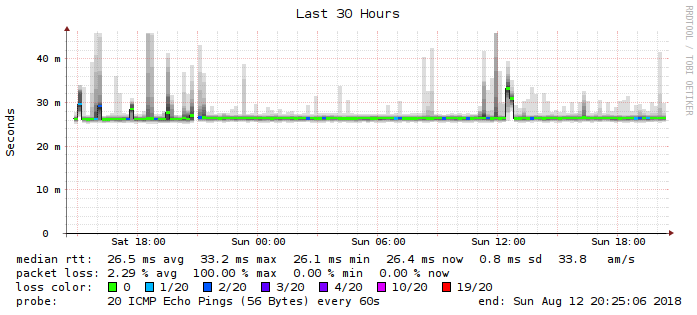 Last 30 Hours
RRDTOOL / TOBI OETIKER
Seconds
40 m
30 m
20 m
10 m
0
Sat 18:00 Sun 00:00 Sun 06:00 Sun 12:00 Sun 18:00
median rtt: 26.5 ms avg 33.2 ms max 26.1 ms min 26.4 ms now 0.8 ms sd 33.8 am/s
packet loss: 2.29 % avg 100.00 % max 0.00 % min 0.00 % now
loss color: 0 1/20 2/20 3/20 4/20 10/20 19/20
probe: 20 ICMP Echo Pings (56 Bytes) every 60s end: Sun Aug 12 20:25:06 2018